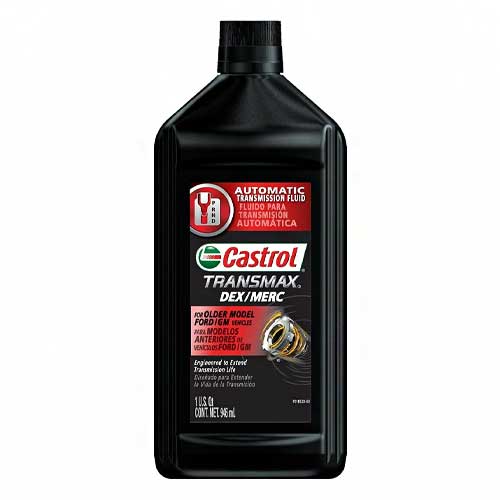 AUTOMATIC
TRANSMISSION FLUID
FLUIDO PARA
TRANSMISIÓN
AUTOMÁTICA
P R N D
Castrol
TRANSMAX
DEX/MERC
FOR OLDER MODEL
FORD/GM VEHICLES
PARA MODELOS
ANTERIORES DE
VEHÍCULOS FORD/GM
Engineered to Extend
Transmission Life
Diseñado para Extender
la Vida de la Transmisión
1 U.S. Qt
CONT. NET. 946 mL